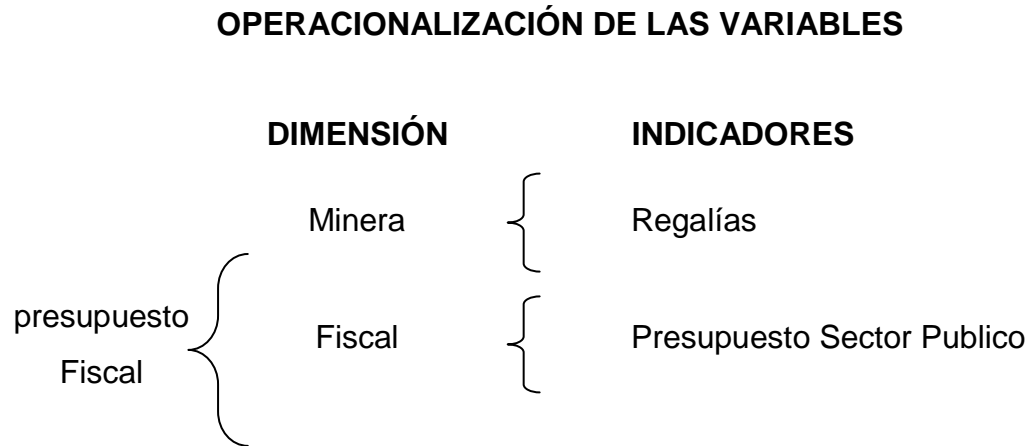 OPERACIONALIZACIÓN DE LAS VARIABLES
DIMENSIÓN INDICADORES
Minera Regalías
presupuesto
Fiscal
Fiscal Presupuesto Sector Publico